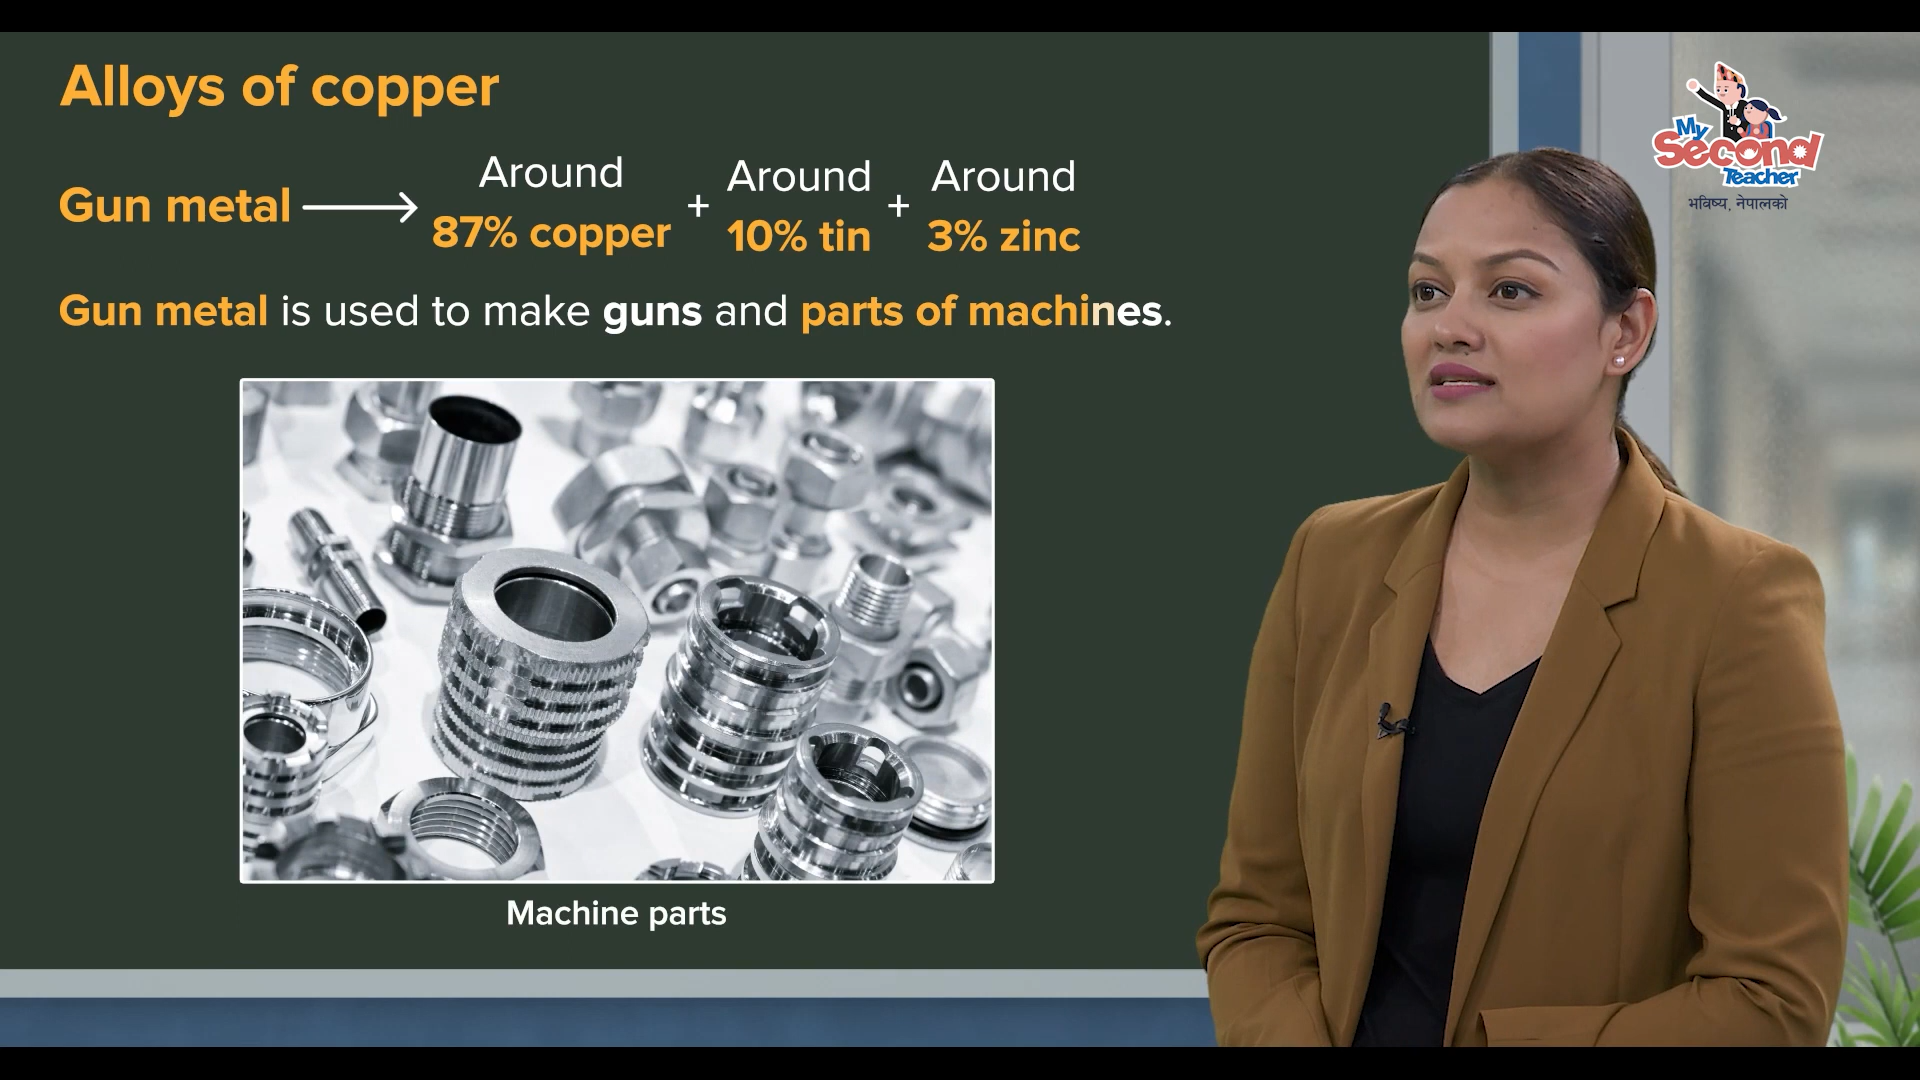 Alloys of copper
Gun metal → Around 87% copper + Around 10% tin + Around 3% zinc
Gun metal is used to make guns and parts of machines.
Machine parts
My
Second
Teacher
भविष्य, नेपालको